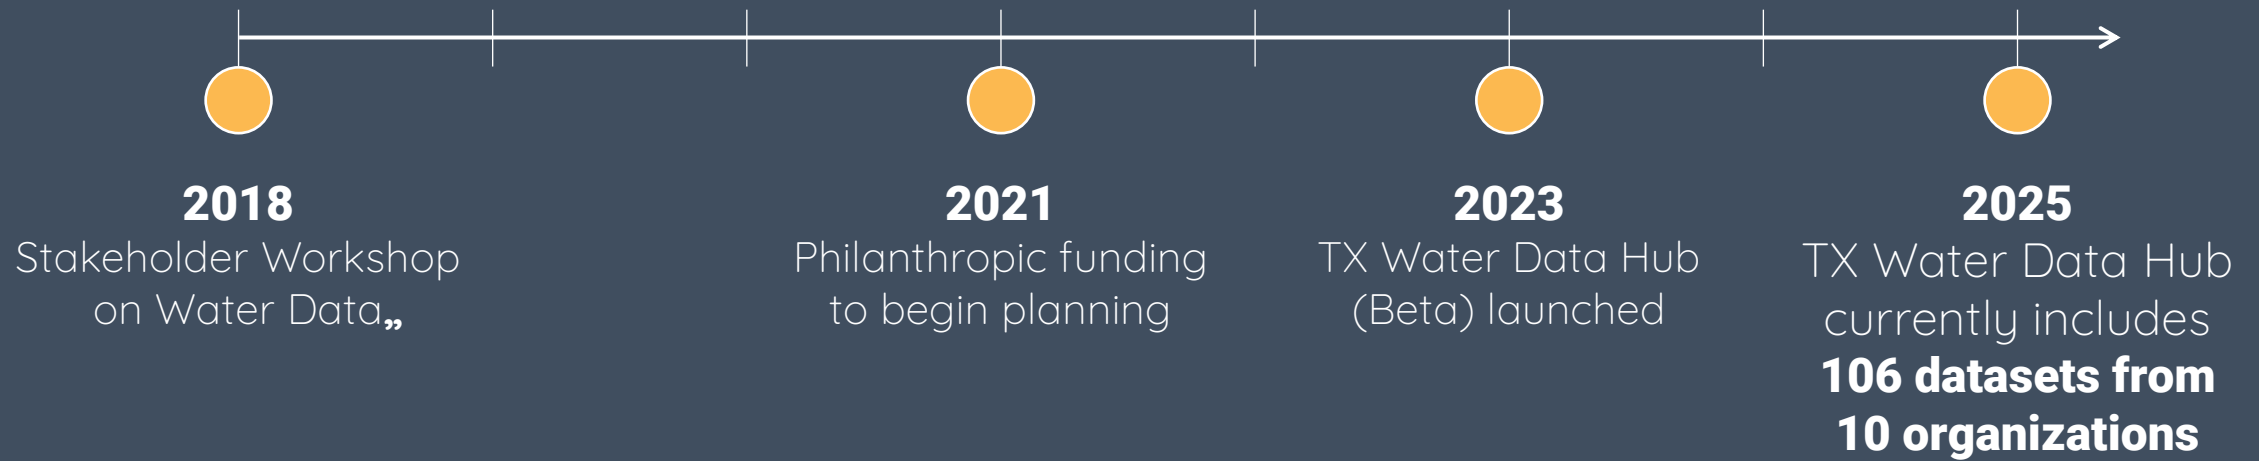 2018
Stakeholder Workshop
on Water Data„
2021
Philanthropic funding
to begin planning
2023
TX Water Data Hub
(Beta) launched
2025
TX Water Data Hub
currently includes
106 datasets from
10 organizations